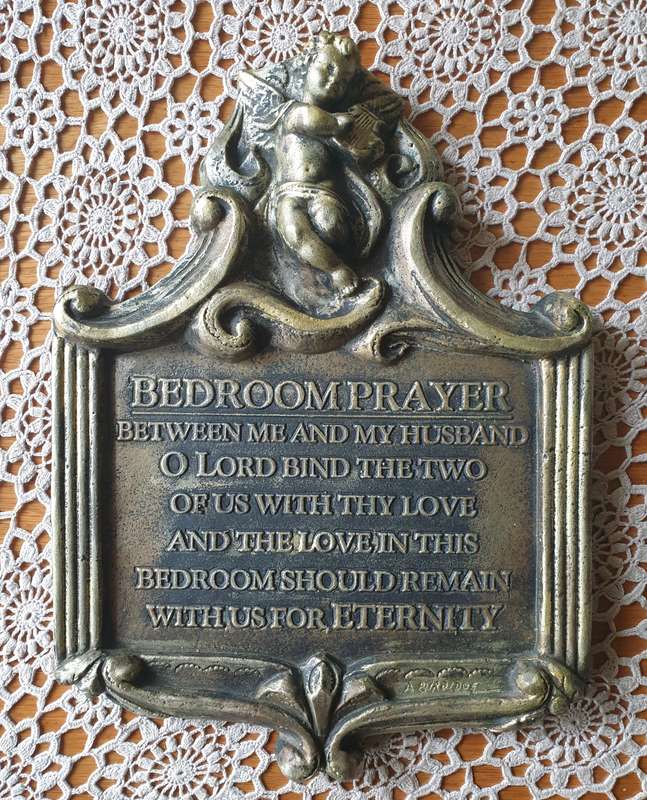 BEDROOM PRAYER
BETWEEN ME AND MY HUSBAND
O LORD BIND THE TWO
OF US WITH THY LOVE
AND THE LOVE, IN THIS
BEDROOM SHOULD REMAIN
WITH US FOR ETERNITY